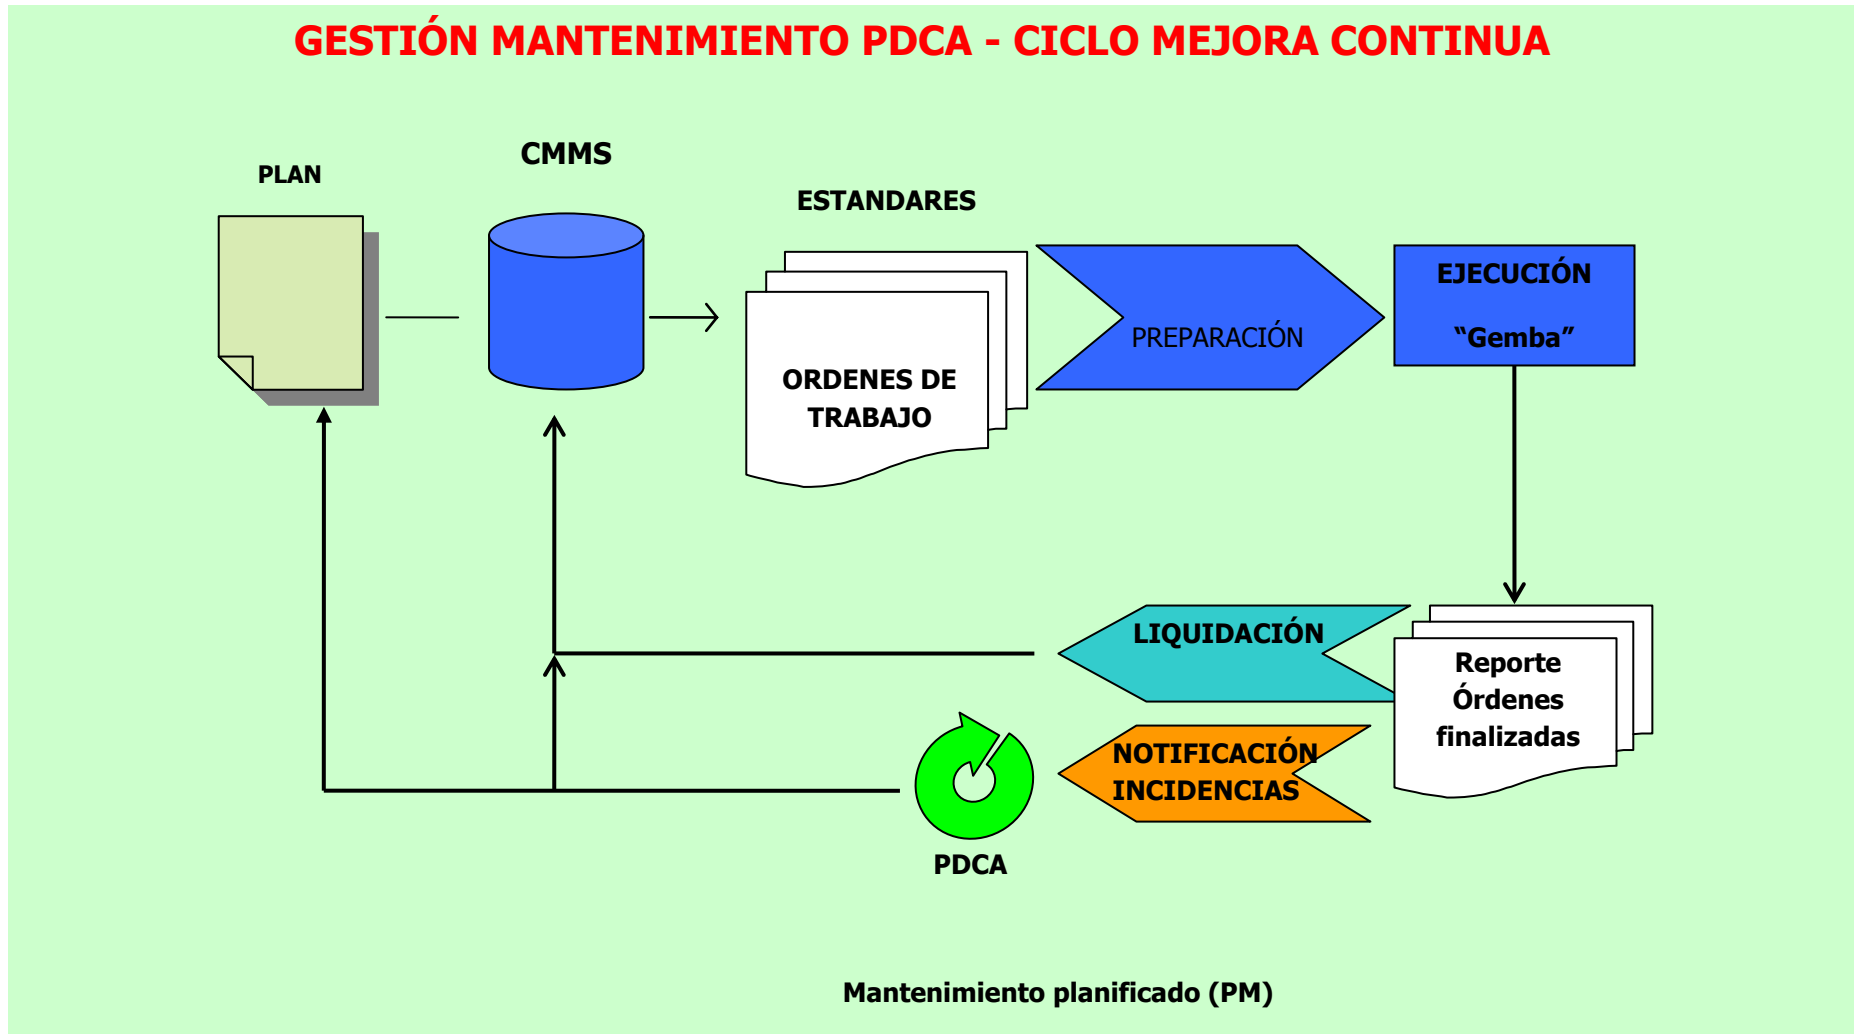 GESTIÓN MANTENIMIENTO PDCA - CICLO MEJORA CONTINUA
PLAN
CMMS
ESTANDARES
ORDENES DE
TRABAJO
PREPARACIÓN
EJECUCIÓN
“Gemba”
LIQUIDACIÓN
Reporte
Órdenes
finalizadas
NOTIFICACIÓN
INCIDENCIAS
PDCA
Mantenimiento planificado (PM)